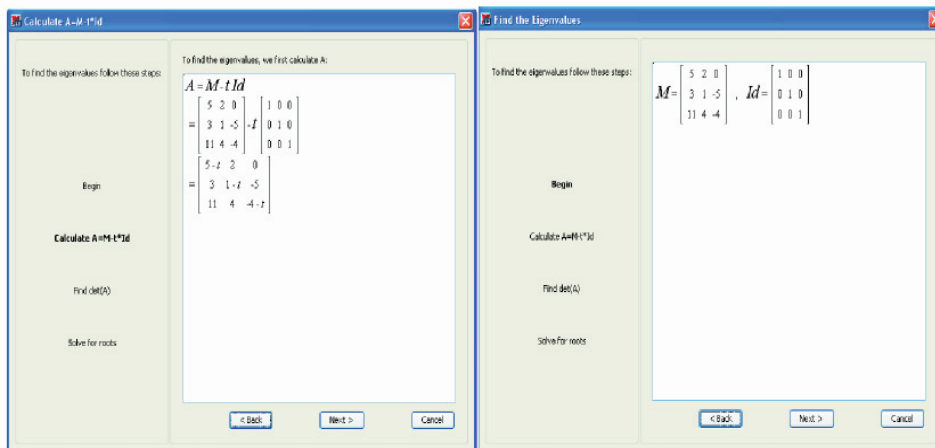 Calculate A=M-t*Id
To find the eigenvalues follow these steps:
Begin
Calculate A=M-t*Id
Find det(A)
Solve for roots
To find the eigenvalues, we first calculate A:
A = M - t Id
= [ 5 2 0 - t [ 1 0 0
3 1 -5 0 1 0
11 4 -4 ] 0 0 1 ]
= [ 5 - t 2 0
3 1 - t -5
11 4 -4 - t ]
< Back Next > Cancel
Find the Eigenvalues
To find the eigenvalues follow these steps:
Begin
Calculate A=M-t*Id
Find det(A)
Solve for roots
M = [ 5 2 0 , Id = [ 1 0 0
3 1 -5 0 1 0
11 4 -4 ] 0 0 1 ]
< Back Next > Cancel